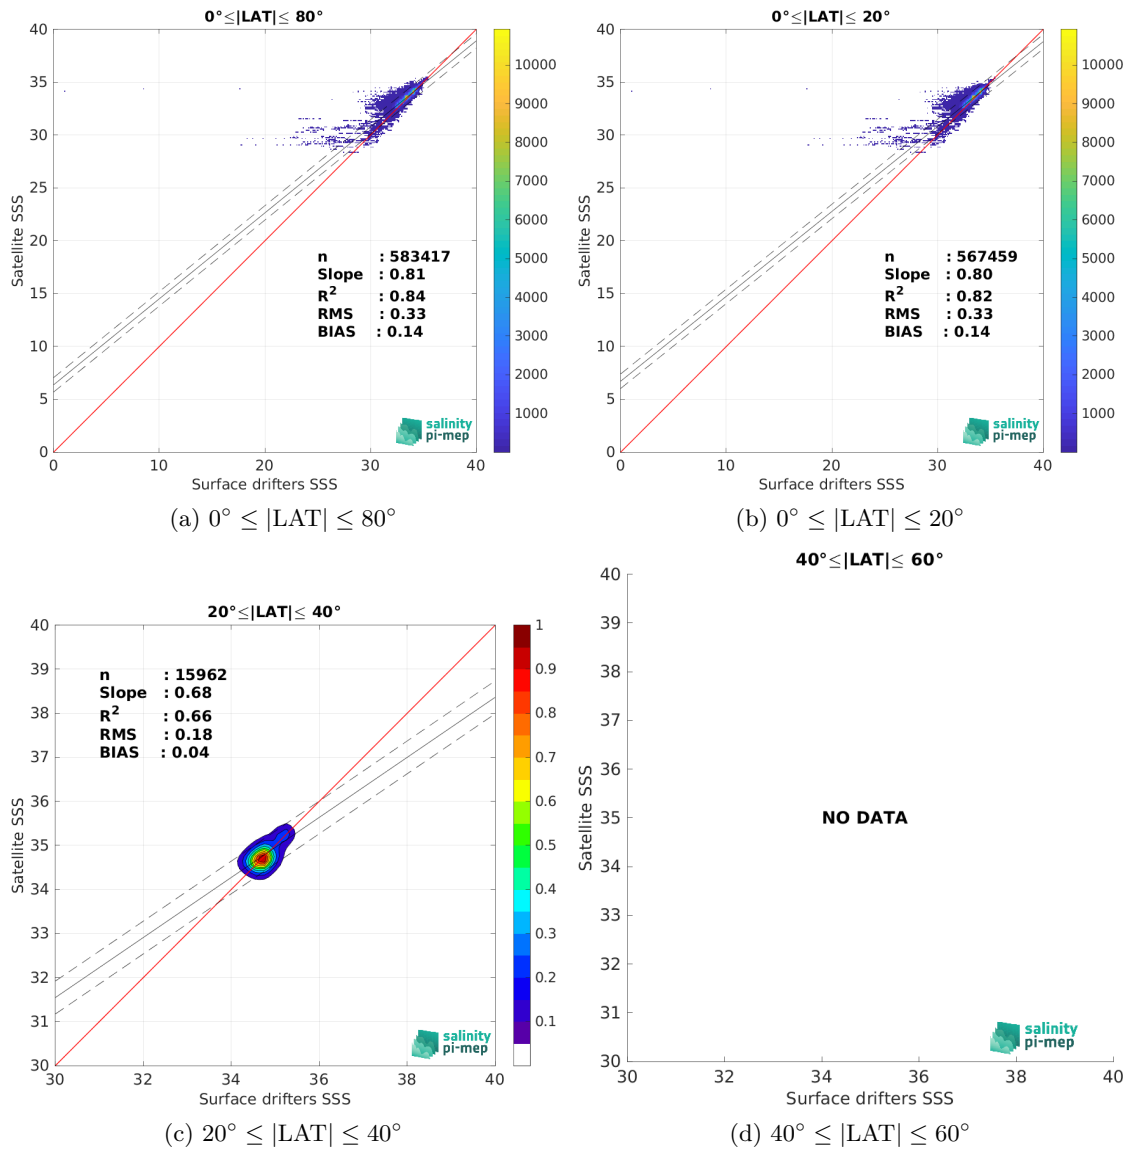 0°≤|LAT|≤ 80°
40
35
30
25
20
15
10
5
0
Satellite SSS
n : 583417
Slope : 0.81
R² : 0.84
RMS : 0.33
BIAS : 0.14
salinity
pi-mep
0 10 20 30 40
Surface drifters SSS
10000
9000
8000
7000
6000
5000
4000
3000
2000
1000
(a) 0° ≤ |LAT| ≤ 80°
0°≤|LAT|≤ 20°
40
35
30
25
20
15
10
5
0
Satellite SSS
n : 567459
Slope : 0.80
R² : 0.82
RMS : 0.33
BIAS : 0.14
salinity
pi-mep
0 10 20 30 40
Surface drifters SSS
10000
9000
8000
7000
6000
5000
4000
3000
2000
1000
(b) 0° ≤ |LAT| ≤ 20°
20°≤|LAT|≤ 40°
40
39
38
37
36
35
34
33
32
31
30
Satellite SSS
n : 15962
Slope : 0.68
R² : 0.66
RMS : 0.18
BIAS : 0.04
salinity
pi-mep
30 32 34 36 38 40
Surface drifters SSS
1
0.9
0.8
0.7
0.6
0.5
0.4
0.3
0.2
0.1
(c) 20° ≤ |LAT| ≤ 40°
40°≤|LAT|≤ 60°
40
39
38
37
36
35
34
33
32
31
30
Satellite SSS
NO DATA
salinity
pi-mep
30 32 34 36 38 40
Surface drifters SSS
(d) 40° ≤ |LAT| ≤ 60°